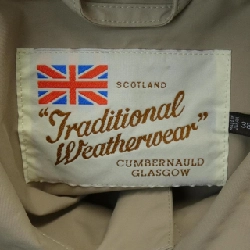 SCOTLAND
"Traditional
Weatherwear"
CUMBERNAULD
GLASGOW